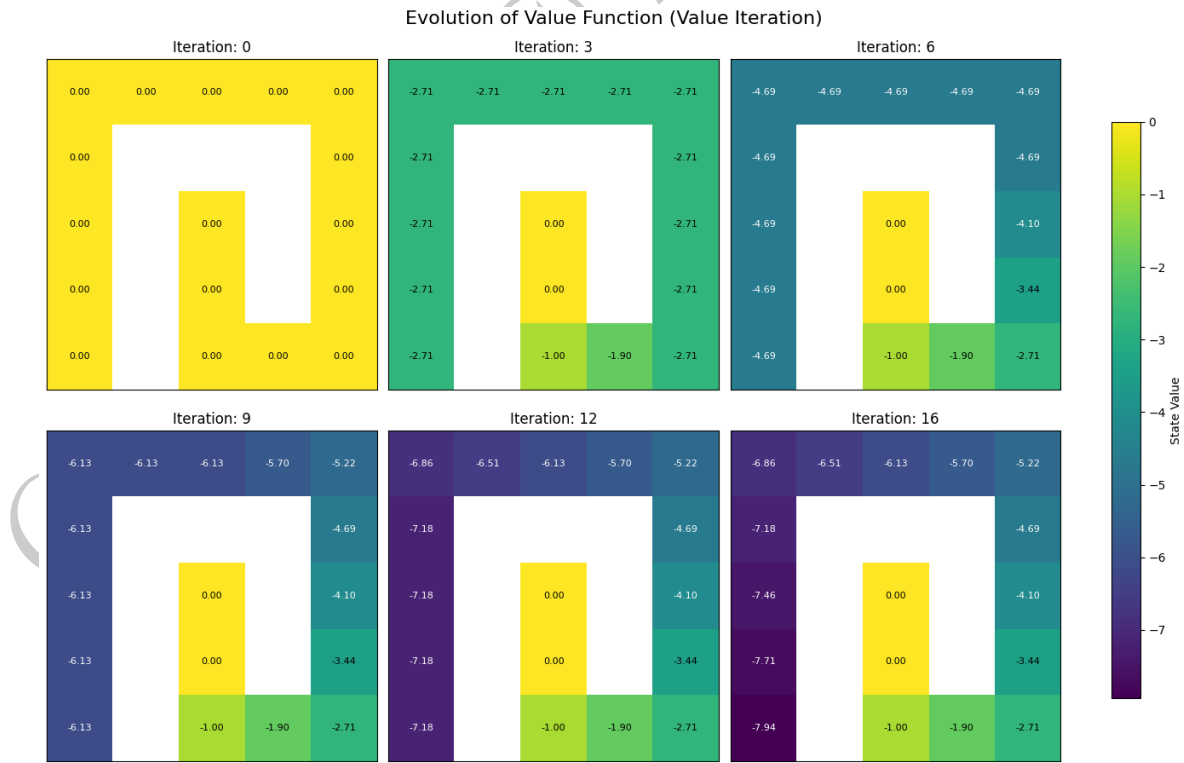 Evolution of Value Function (Value Iteration)
Iteration: 0
0.00 0.00 0.00 0.00 0.00
0.00 0.00
0.00 0.00 0.00
0.00 0.00 0.00
0.00 0.00 0.00 0.00
Iteration: 3
-2.71 -2.71 -2.71 -2.71 -2.71
-2.71 -2.71
-2.71 0.00 -2.71
-2.71 0.00 -2.71
-2.71 -1.00 -1.90 -2.71
Iteration: 6
-4.69 -4.69 -4.69 -4.69 -4.69
-4.69 -4.69
-4.69 0.00 -4.10
-4.69 0.00 -3.44
-4.69 -1.00 -1.90 -2.71
Iteration: 9
-6.13 -6.13 -6.13 -5.70 -5.22
-6.13 -4.69
-6.13 0.00 -4.10
-6.13 0.00 -3.44
-6.13 -1.00 -1.90 -2.71
Iteration: 12
-6.86 -6.51 -6.13 -5.70 -5.22
-7.18 -4.69
-7.18 0.00 -4.10
-7.18 0.00 -3.44
-7.18 -1.00 -1.90 -2.71
Iteration: 16
-6.86 -6.51 -6.13 -5.70 -5.22
-7.18 -4.69
-7.46 0.00 -4.10
-7.71 0.00 -3.44
-7.94 -1.00 -1.90 -2.71
0
−1
−2
−3
−4
−5
−6
−7
State Value